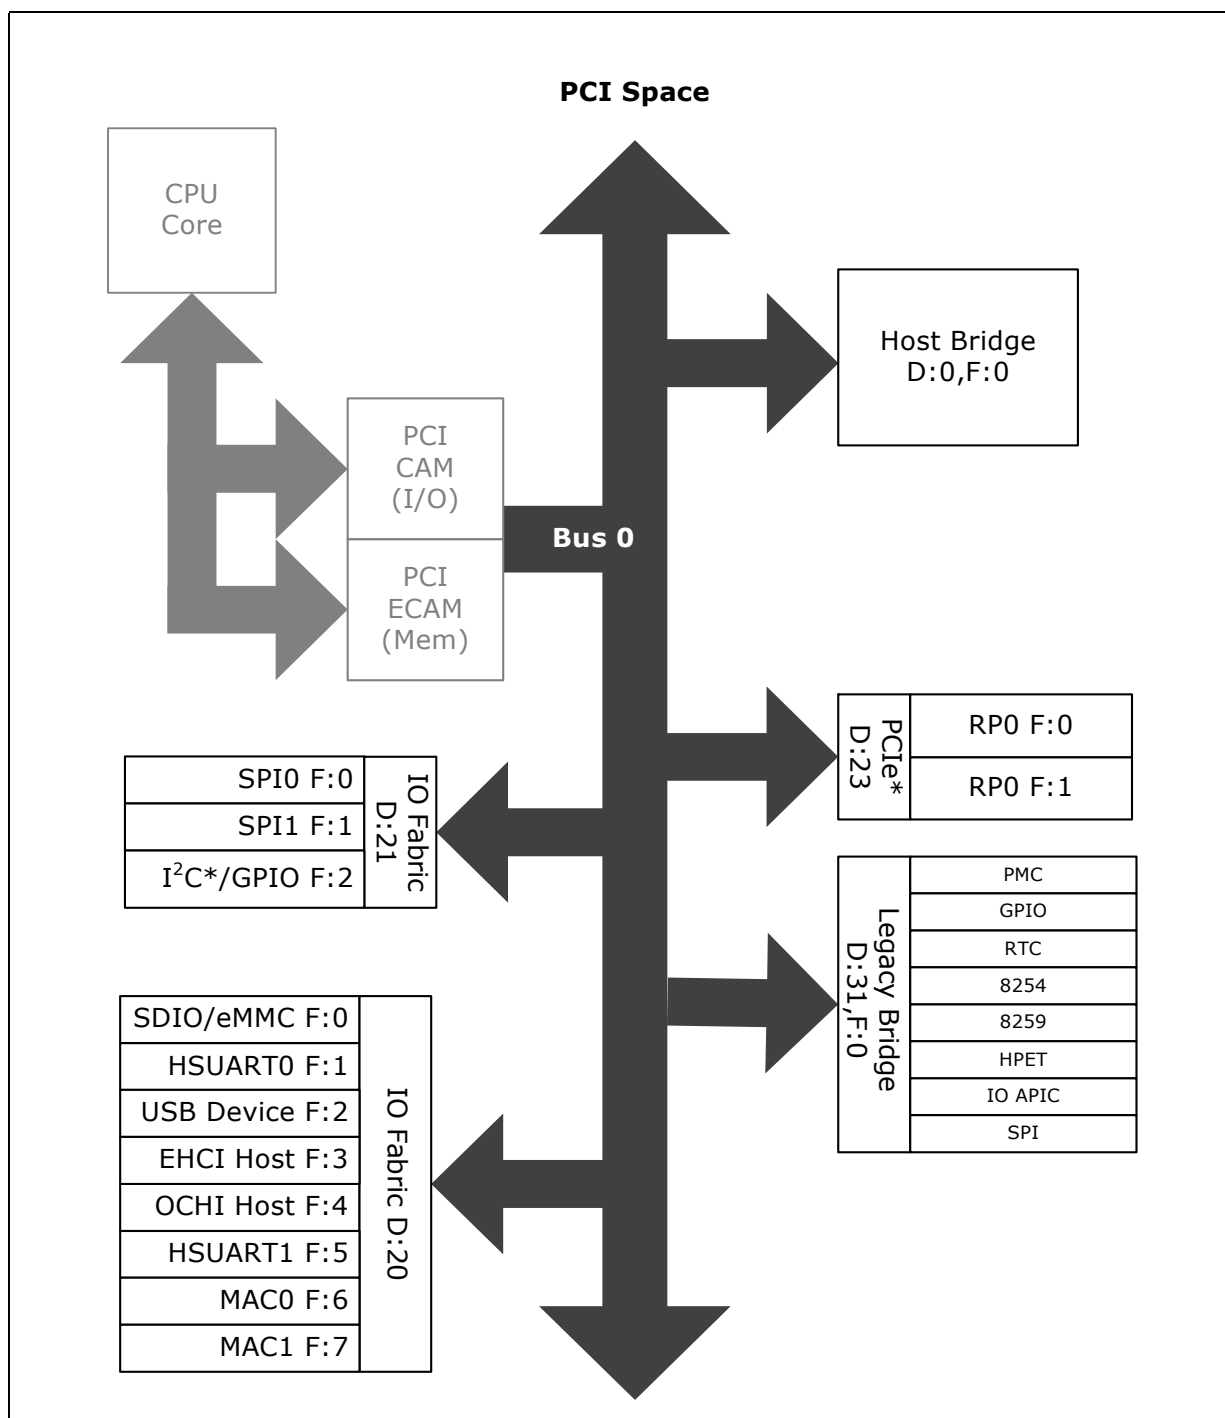 PCI Space
CPU
Core
Host Bridge
D:0,F:0
PCI
CAM
(I/O)
Bus 0
PCI
ECAM
(Mem)
PCIe*
D:23
RP0 F:0
RP0 F:1
SPI0 F:0
SPI1 F:1
I²C*/GPIO F:2
IO Fabric
D:21
Legacy Bridge
D:31,F:0
PMC
GPIO
RTC
8254
8259
HPET
IO APIC
SPI
SDIO/eMMC F:0
HSUART0 F:1
USB Device F:2
EHCI Host F:3
OCHI Host F:4
HSUART1 F:5
MAC0 F:6
MAC1 F:7
IO Fabric D:20